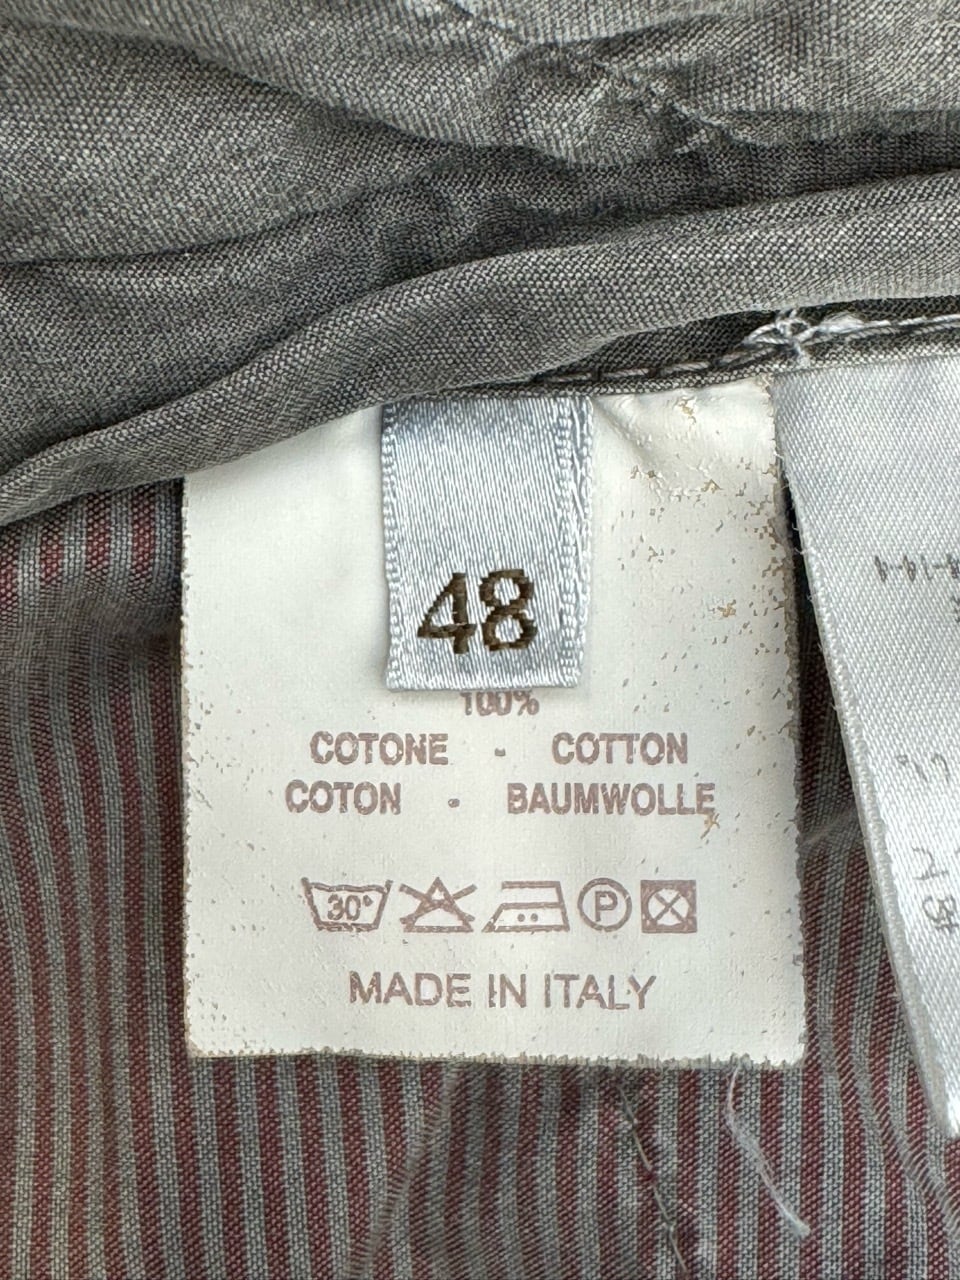 48
100%
COTONE - COTTON
COTON - BAUMWOLLE
30°
P
MADE IN ITALY